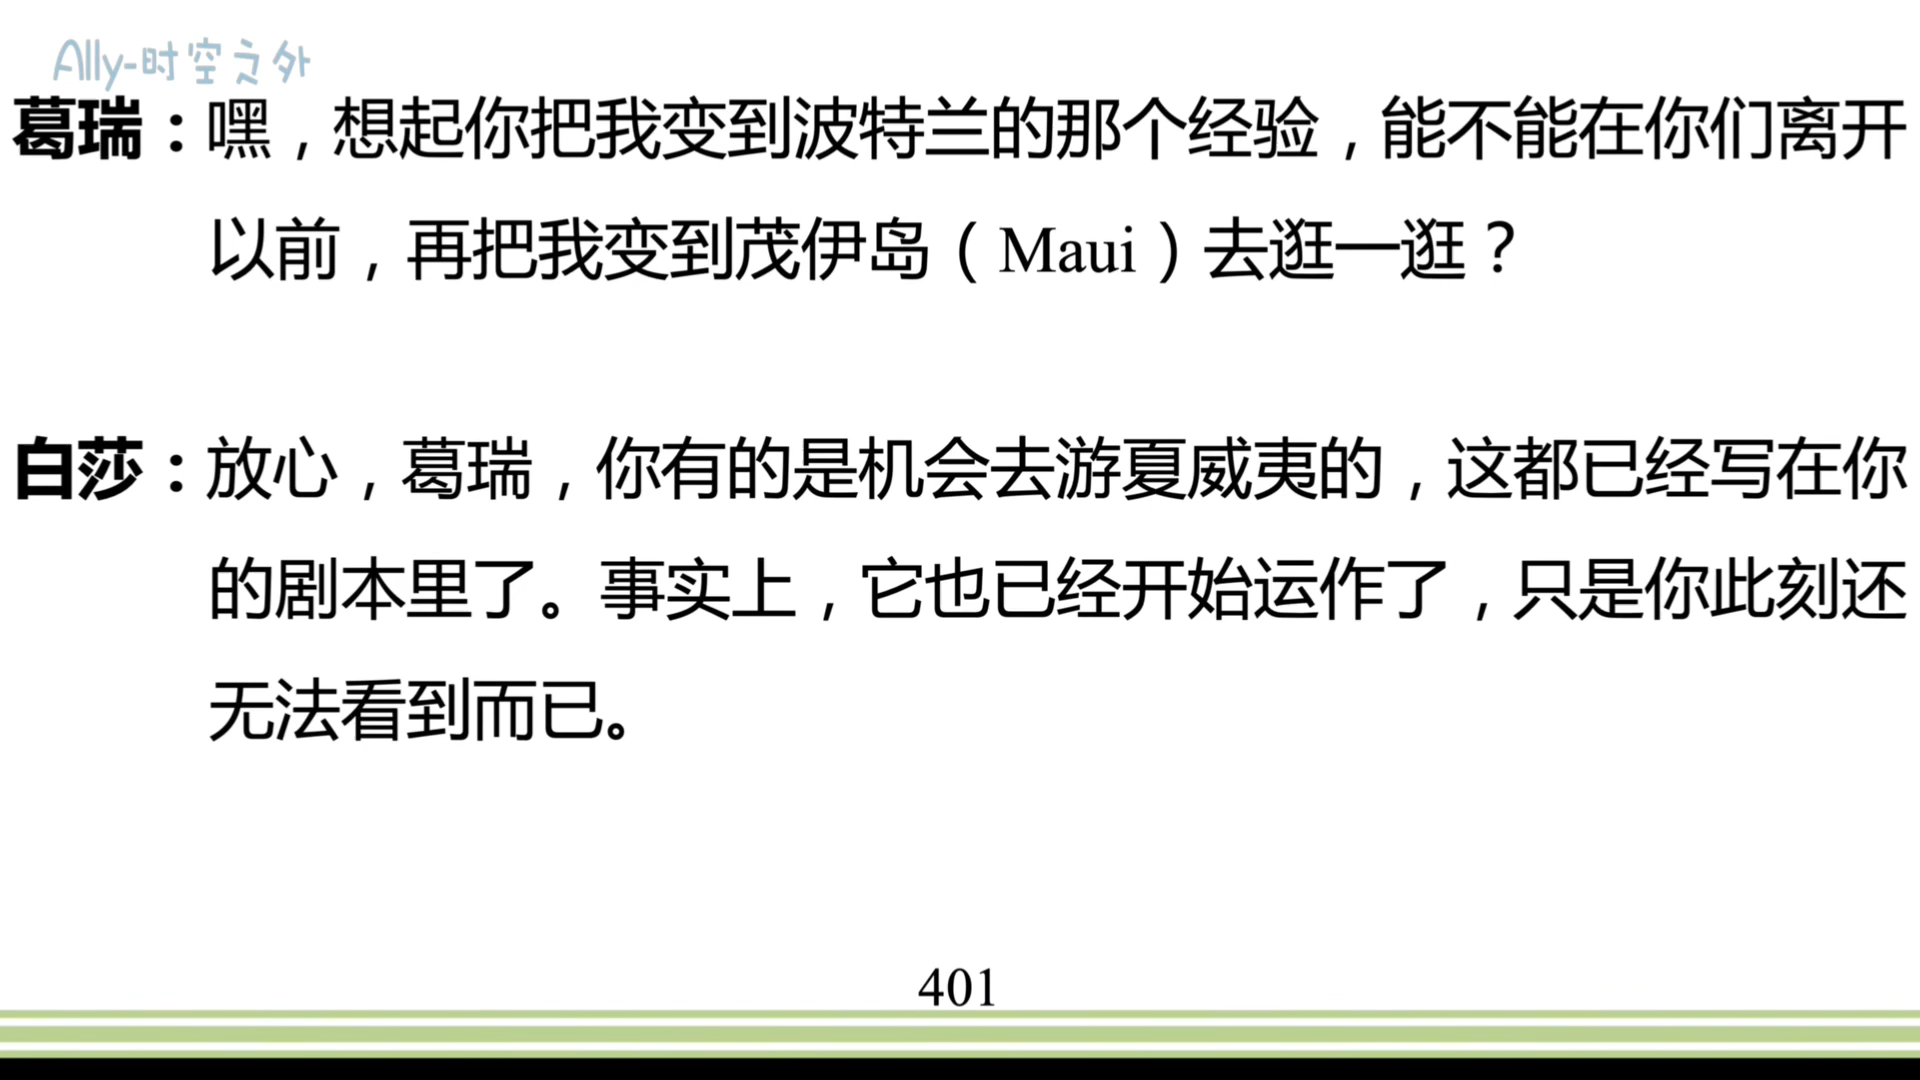 Ally-时空之外
葛瑞：嘿，想起你把我变到波特兰的那个经验，能不能在你们离开
以前，再把我变到茂伊岛（Maui）去逛一逛？
白莎：放心，葛瑞，你有的是机会去游夏威夷的，这都已经写在你
的剧本里了。事实上，它也已经开始运作了，只是你此刻还
无法看到而已。
401